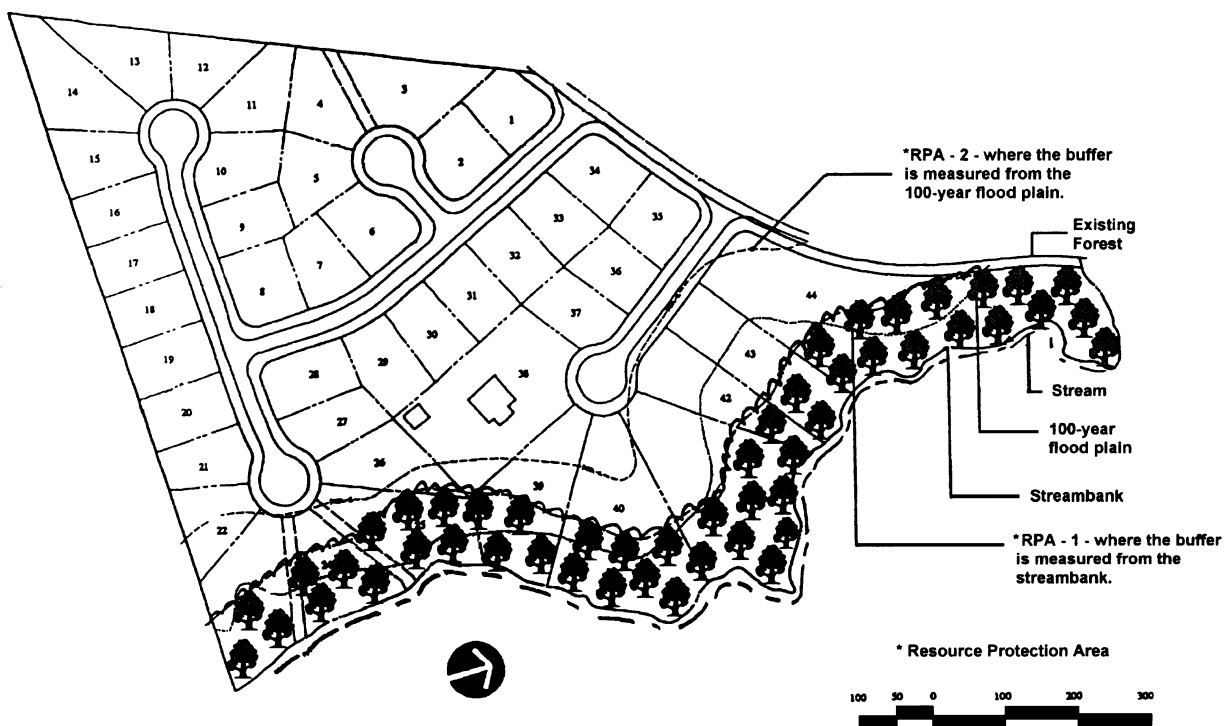 13
12
14
11
4
3
1
15
10
5
2
34
16
9
6
33
35
17
7
32
36
8
31
37
18
30
44
19
29
38
43
28
20
27
42
21
26
39
40
22
*RPA - 2 - where the buffer
is measured from the
100-year flood plain.
Existing
Forest
Stream
100-year
flood plain
Streambank
*RPA - 1 - where the buffer
is measured from the
streambank.
* Resource Protection Area
100 50 0 100 200 300